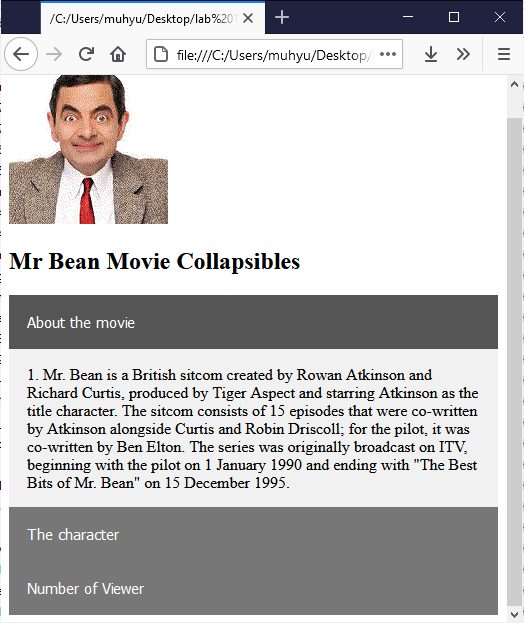 /C:/Users/muhyu/Desktop/lab%20
file:///C:/Users/muhyu/Desktop/
Mr Bean Movie Collapsibles
About the movie
1. Mr. Bean is a British sitcom created by Rowan Atkinson and
Richard Curtis, produced by Tiger Aspect and starring Atkinson as the
title character. The sitcom consists of 15 episodes that were co-written
by Atkinson alongside Curtis and Robin Driscoll; for the pilot, it was
co-written by Ben Elton. The series was originally broadcast on ITV,
beginning with the pilot on 1 January 1990 and ending with "The Best
Bits of Mr. Bean" on 15 December 1995.
The character
Number of Viewer